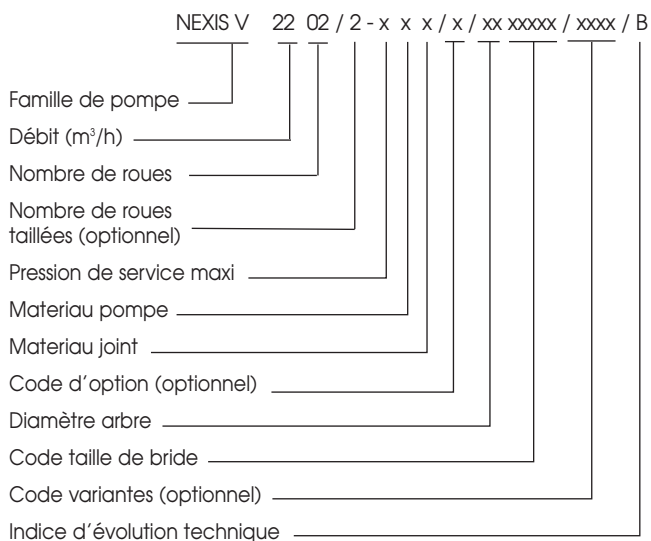 NEXIS V 22 02 / 2 - x x x / x / xx xxxxx / xxxx / B
Famille de pompe
Débit (m³/h)
Nombre de roues
Nombre de roues
taillées (optionnel)
Pression de service maxi
Materiau pompe
Materiau joint
Code d'option (optionnel)
Diamètre arbre
Code taille de bride
Code variantes (optionnel)
Indice d'évolution technique